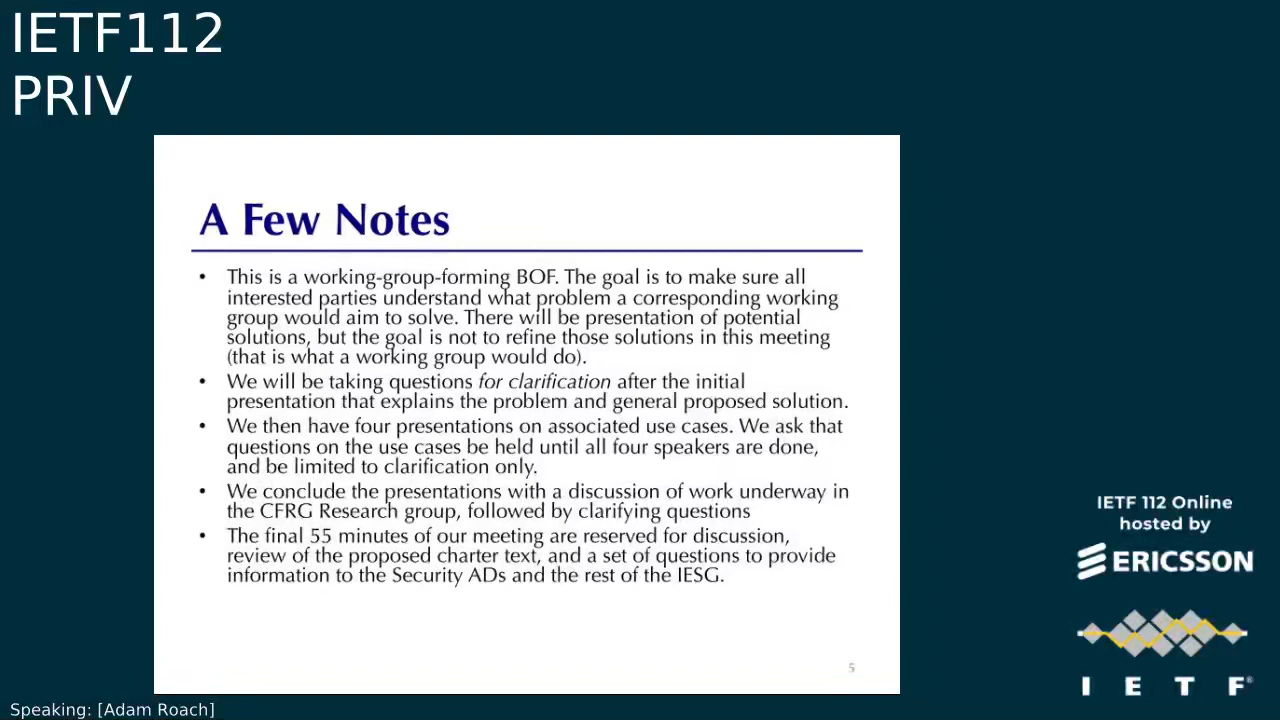 IETF112
PRIV
A Few Notes
• This is a working-group-forming BOF. The goal is to make sure all
interested parties understand what problem a corresponding working
group would aim to solve. There will be presentation of potential
solutions, but the goal is not to refine those solutions in this meeting
(that is what a working group would do).
• We will be taking questions for clarification after the initial
presentation that explains the problem and general proposed solution.
• We then have four presentations on associated use cases. We ask that
questions on the use cases be held until all four speakers are done,
and be limited to clarification only.
• We conclude the presentations with a discussion of work underway in
the CFRG Research group, followed by clarifying questions
• The final 55 minutes of our meeting are reserved for discussion,
review of the proposed charter text, and a set of questions to provide
information to the Security ADs and the rest of the IESG.
5
IETF 112 Online
hosted by
ERICSSON
I E T F®
Speaking: [Adam Roach]